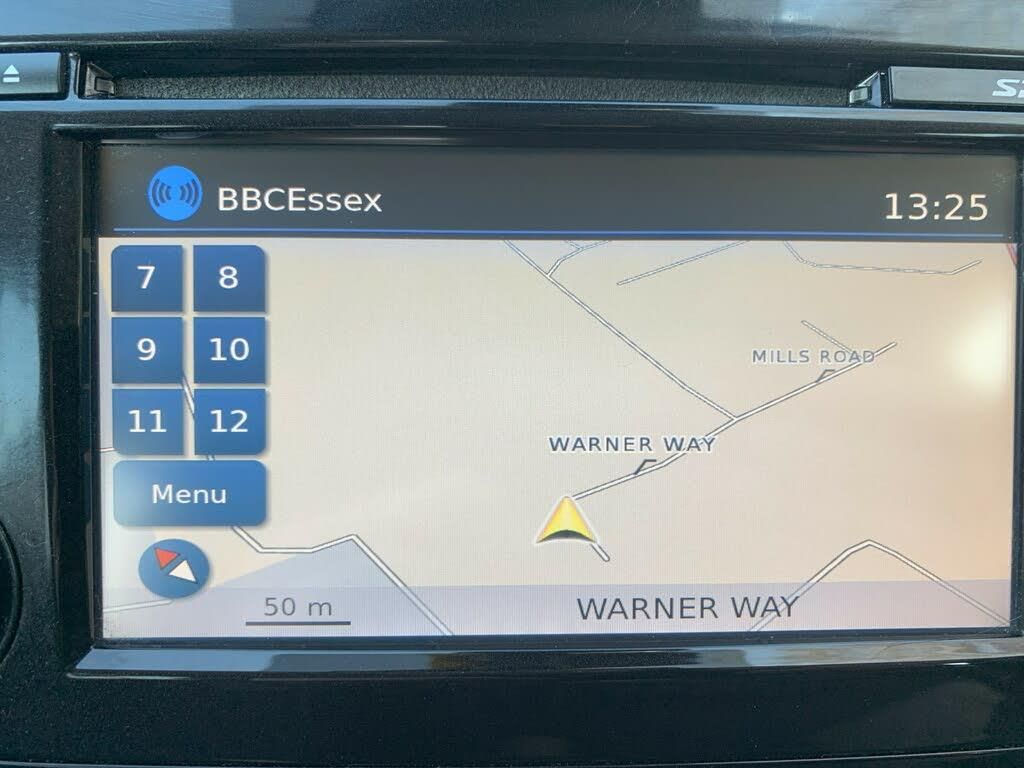 BBCEssex
13:25
7 8
9 10
11 12
Menu
MILLS ROAD
WARNER WAY
50 m
WARNER WAY